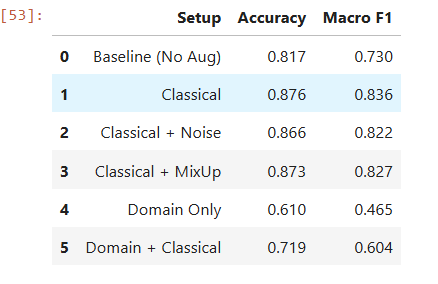 [53]: Setup Accuracy Macro F1
0 Baseline (No Aug) 0.817 0.730
1 Classical 0.876 0.836
2 Classical + Noise 0.866 0.822
3 Classical + MixUp 0.873 0.827
4 Domain Only 0.610 0.465
5 Domain + Classical 0.719 0.604